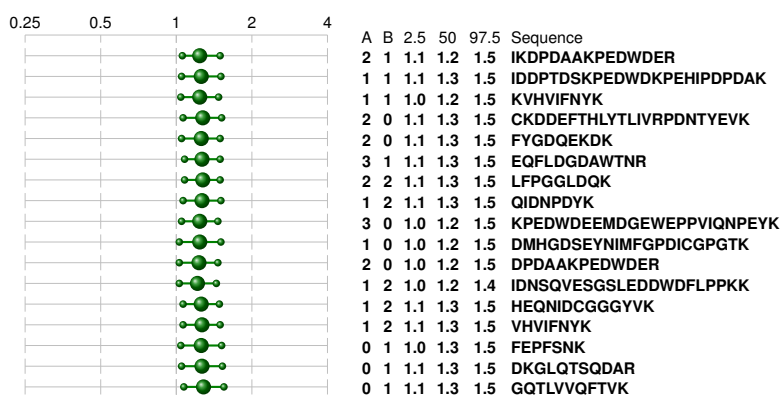 0.25 0.5 1 2 4
A B 2.5 50 97.5 Sequence
2 1 1.1 1.2 1.5 IKDPDAAKPEDWDER
1 1 1.1 1.3 1.5 IDDPTDSKPEDWDKPEHIPDPDAK
1 1 1.0 1.2 1.5 KVHVIFNYK
2 0 1.1 1.3 1.5 CKDDEFTHLYTLIVRPDNTYEVK
2 0 1.1 1.3 1.5 FYGDQEKDK
3 1 1.1 1.3 1.5 EQFLDGDAWTNR
2 2 1.1 1.3 1.5 LFPGGLDQK
1 2 1.1 1.3 1.5 QIDNPDYK
3 0 1.0 1.2 1.5 KPEDWDEEMDGEWEPPVIQNPEYK
1 0 1.0 1.2 1.5 DMHGDSEYNIMFGPDICGPGTK
2 0 1.0 1.2 1.5 DPDAAKPEDWDER
1 2 1.0 1.2 1.4 IDNSQVESGSLEDDWDFLPPKK
1 2 1.1 1.3 1.5 HEQNIDCGGGYVK
1 2 1.1 1.3 1.5 VHVIFNYK
0 1 1.0 1.3 1.5 FEPFSNK
0 1 1.1 1.3 1.5 DKGLQTSQDAR
0 1 1.1 1.3 1.5 GQTLVVQFTVK